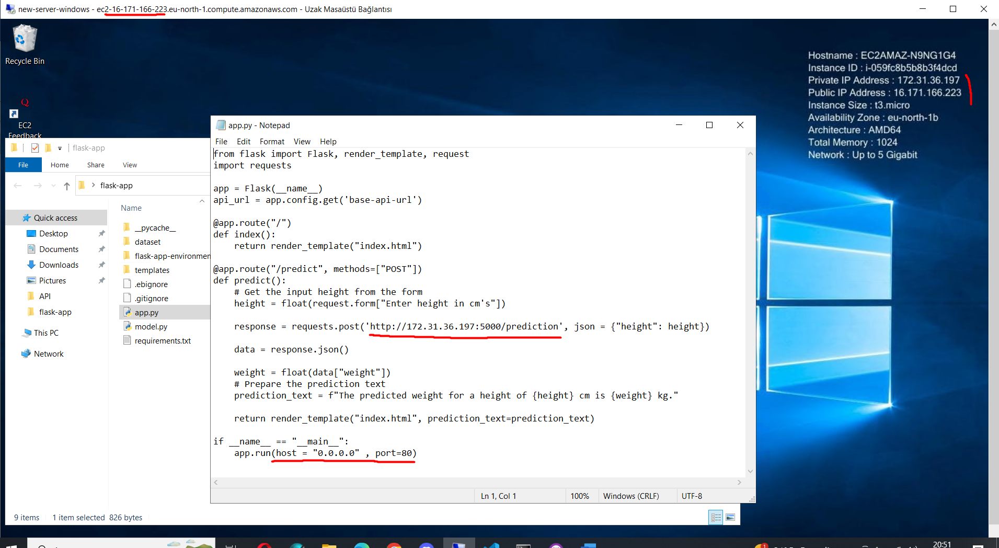 new-server-windows - ec2-16-171-166-223.eu-north-1.compute.amazonaws.com - Uzak Masaüstü Bağlantısı
Recycle Bin
Hostname : EC2AMAZ-N9NG1G4
Instance ID : i-059fc8b5b8b3f4dcd
Private IP Address : 172.31.36.197
Public IP Address : 16.171.166.223
Instance Size : t3.micro
Availability Zone : eu-north-1b
Architecture : AMD64
Total Memory : 1024
Network : Up to 5 Gigabit
Q
EC2
Feedback
flask-app
File Home Share View
flask-app
Quick access
Desktop
Documents
Downloads
Pictures
API
flask-app
This PC
Network
Name
__pycache__
dataset
flask-app-environmen
templates
.ebignore
.gitignore
app.py
model.py
requirements.txt
9 items 1 item selected 826 bytes
app.py - Notepad
File Edit Format View Help
from flask import Flask, render_template, request
import requests
app = Flask(__name__)
api_url = app.config.get('base-api-url')
@app.route("/")
def index():
    return render_template("index.html")
@app.route("/predict", methods=["POST"])
def predict():
    # Get the input height from the form
    height = float(request.form["Enter height in cm's"])
    response = requests.post('http://172.31.36.197:5000/prediction', json = {"height": height})
    data = response.json()
    weight = float(data["weight"])
    # Prepare the prediction text
    prediction_text = f"The predicted weight for a height of {height} cm is {weight} kg."
    return render_template("index.html", prediction_text=prediction_text)
if __name__ == "__main__":
    app.run(host = "0.0.0.0" , port=80)
Ln 1, Col 1 100% Windows (CRLF) UTF-8
1
20:51